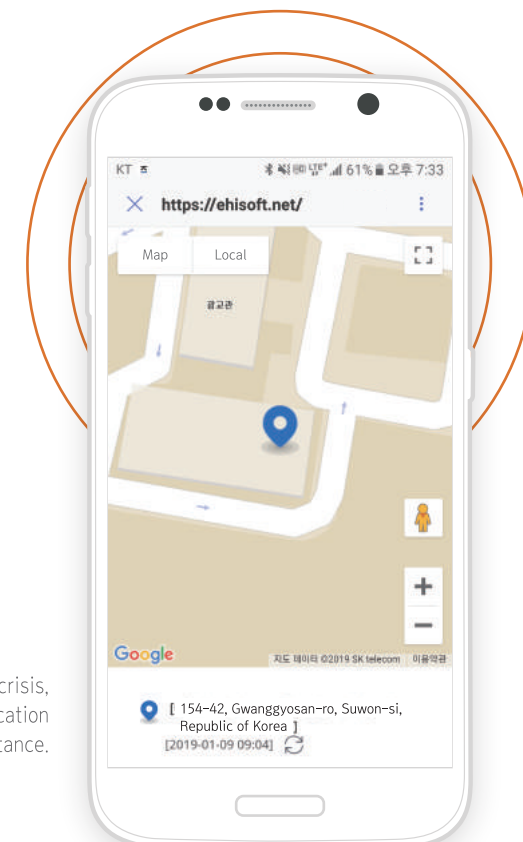 KT
61% 오후 7:33
https://ehisoft.net/
Map Local
광교관
Google
지도 데이터 ©2019 SK telecom 이용약관
crisis,
cation
tance.
[ 154-42, Gwanggyosan-ro, Suwon-si,
Republic of Korea ]
[2019-01-09 09:04]